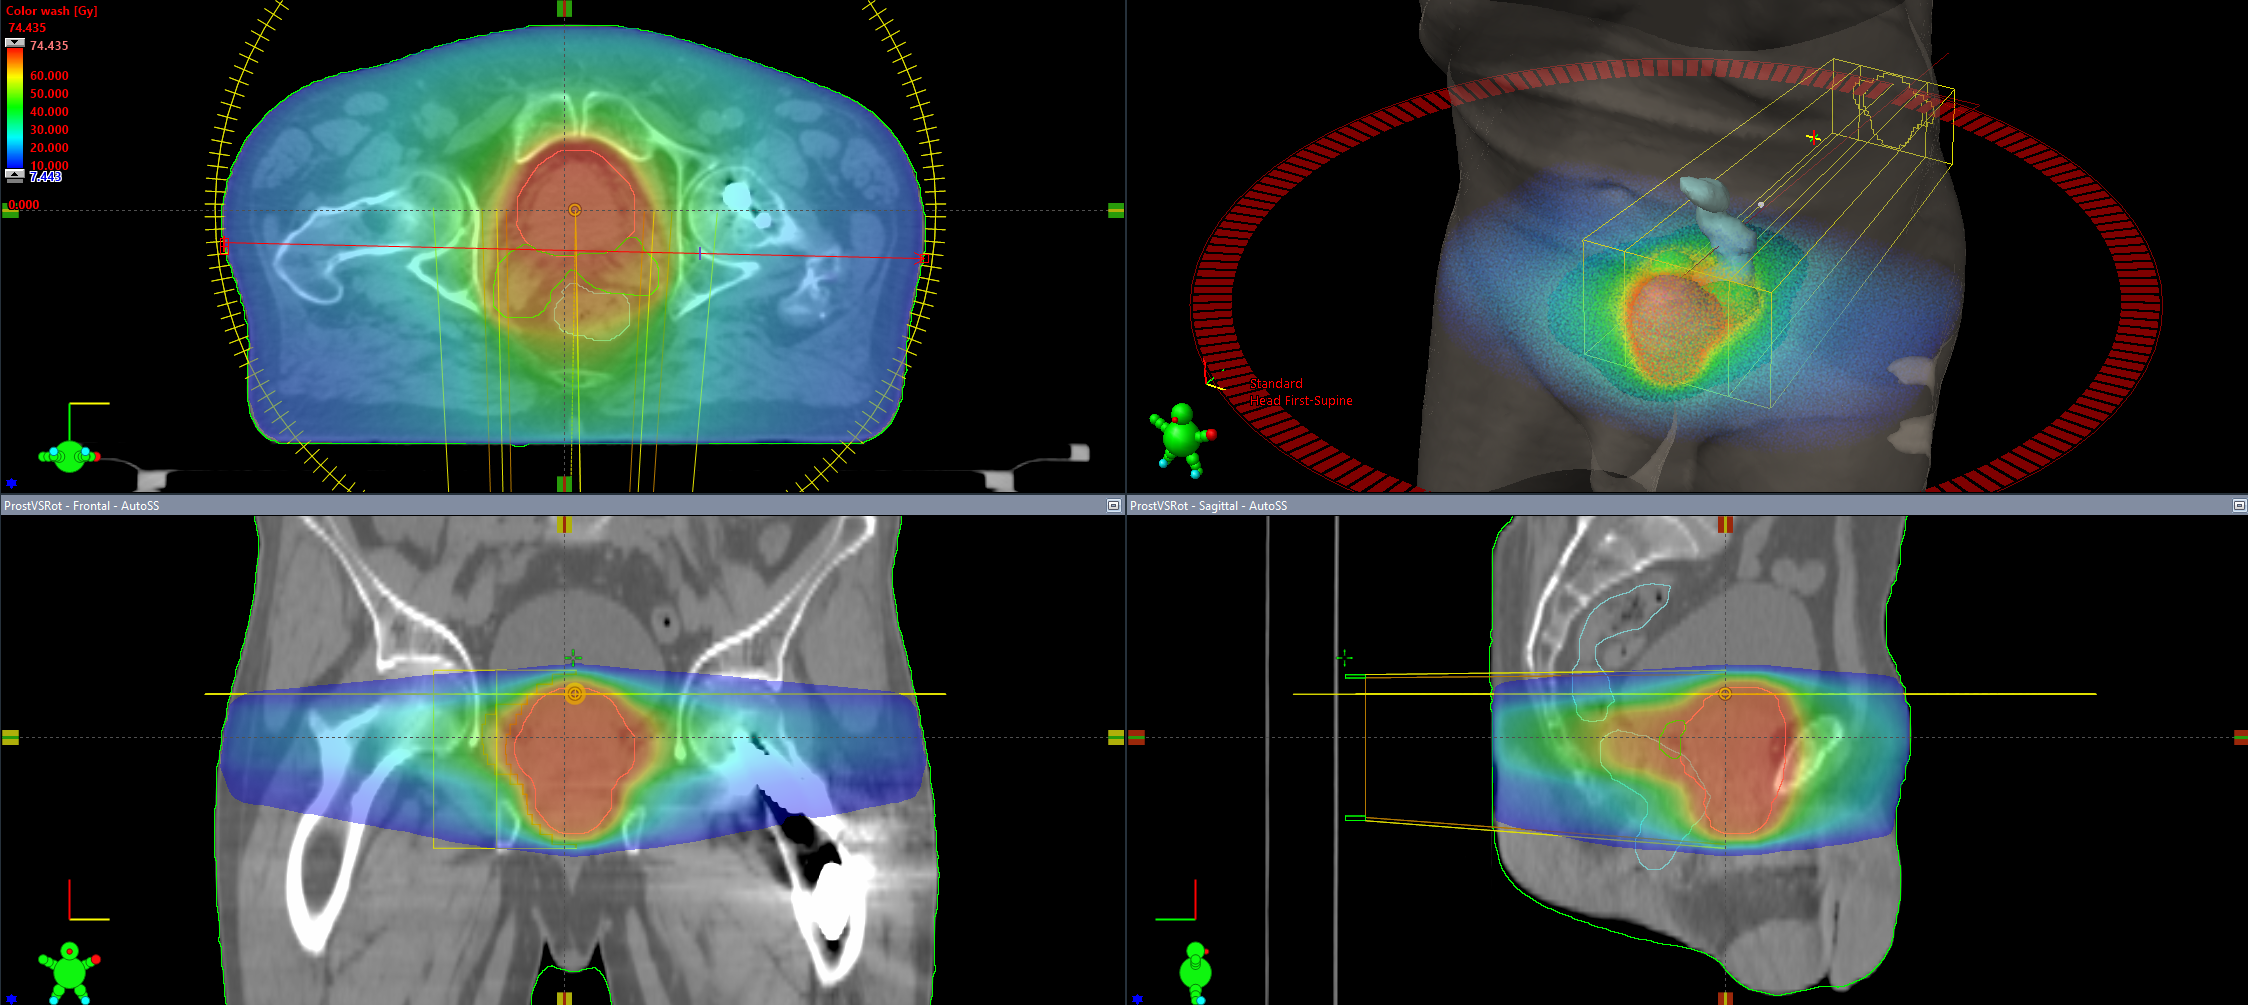 Color wash [Gy]
74.435
74.435
60.000
50.000
40.000
30.000
20.000
10.000
7.443
0.000
Standard
Head First-Supine
ProstVSRot - Frontal - AutoSS
ProstVSRot - Sagittal - AutoSS